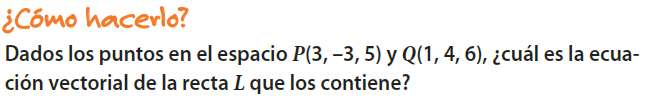 ¿Cómo hacerlo?
Dados los puntos en el espacio P(3, –3, 5) y Q(1, 4, 6), ¿cuál es la ecua-
ción vectorial de la recta L que los contiene?